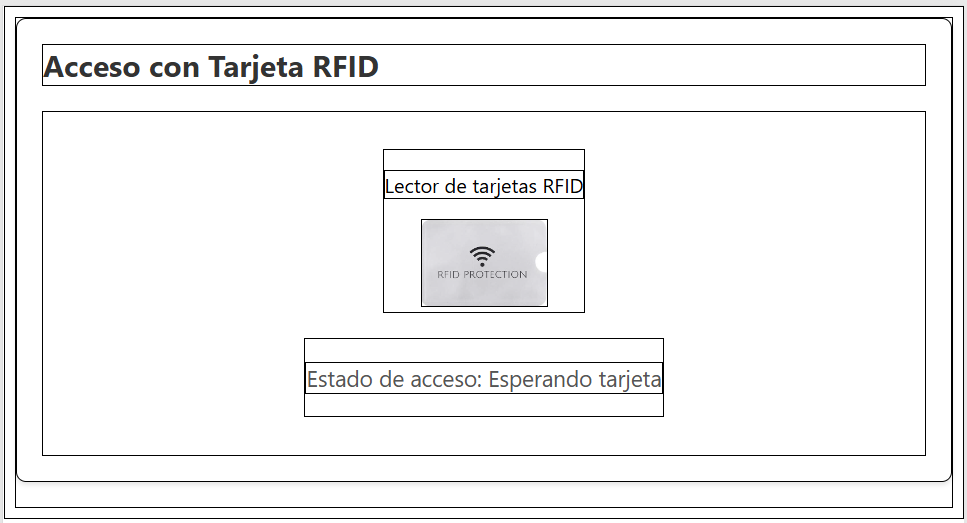 Acceso con Tarjeta RFID
Lector de tarjetas RFID
RFID PROTECTION
Estado de acceso: Esperando tarjeta